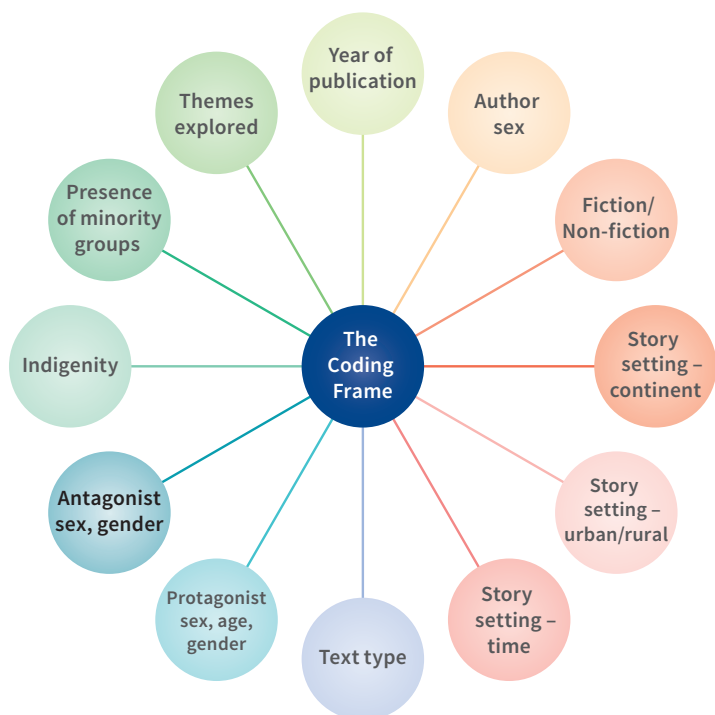 Year of
publication
Author
sex
Fiction/
Non-fiction
Story
setting –
continent
Story
setting –
urban/rural
Story
setting –
time
Text type
Protagonist
sex, age,
gender
Antagonist
sex, gender
Indigenity
Presence
of minority
groups
Themes
explored
The
Coding
Frame